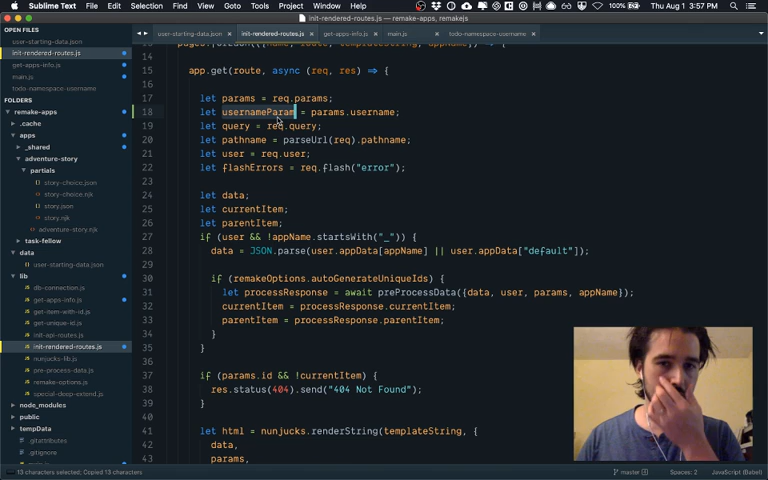 Sublime Text File Edit Selection Find View Goto Tools Project Window Help 100% Thu Aug 1 3:57 PM
init-rendered-routes.js — remake-apps, remakejs
OPEN FILES
user-starting-data.json
init-rendered-routes.js
get-apps-info.js
main.js
todo-namespace-username
FOLDERS
remake-apps
_cache
apps
_shared
adventure-story
partials
story-choice.json
story-choice.njk
story.json
story.njk
adventure-story.njk
task-fellow
data
user-starting-data.json
lib
db-connection.js
get-apps-info.js
get-item-with-id.js
get-unique-id.js
init-api-routes.js
init-rendered-routes.js
nunjucks-lib.js
pre-process-data.js
remake-options.js
special-deep-extend.js
node_modules
public
tempData
.gitattributes
.gitignore
user-starting-data.json init-rendered-routes.js get-apps-info.js main.js todo-namespace-username
14
15 app.get(route, async (req, res) => {
16
17 let params = req.params;
18 let usernameParam = params.username;
19 let query = req.query;
20 let pathname = parseUrl(req).pathname;
21 let user = req.user;
22 let flashErrors = req.flash("error");
23
24 let data;
25 let currentItem;
26 let parentItem;
27 if (user && !appName.startsWith("_")) {
28 data = JSON.parse(user.appData[appName] || user.appData["default"]);
29
30 if (remakeOptions.autoGenerateUniqueIds) {
31 let processResponse = await preProcessData({data, user, params, appName});
32 currentItem = processResponse.currentItem;
33 parentItem = processResponse.parentItem;
34 }
35 }
36
37 if (params.id && !currentItem) {
38 res.status(404).send("404 Not Found");
39 }
40
41 let html = nunjucks.renderString(templateString, {
42 data,
43 params,
13 characters selected; Copied 13 characters master Spaces: 2 JavaScript (Babel)